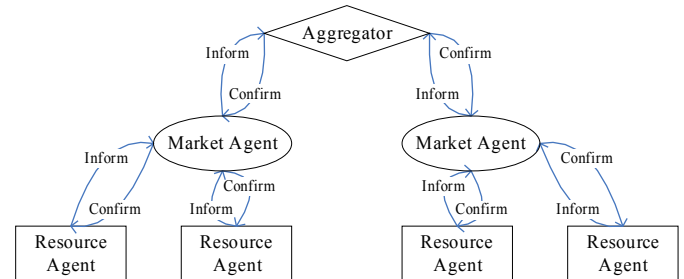 Aggregator
Inform
Confirm
Confirm
Inform
Market Agent
Market Agent
Inform
Confirm
Confirm
Inform
Inform
Confirm
Confirm
Inform
Resource
Agent
Resource
Agent
Resource
Agent
Resource
Agent